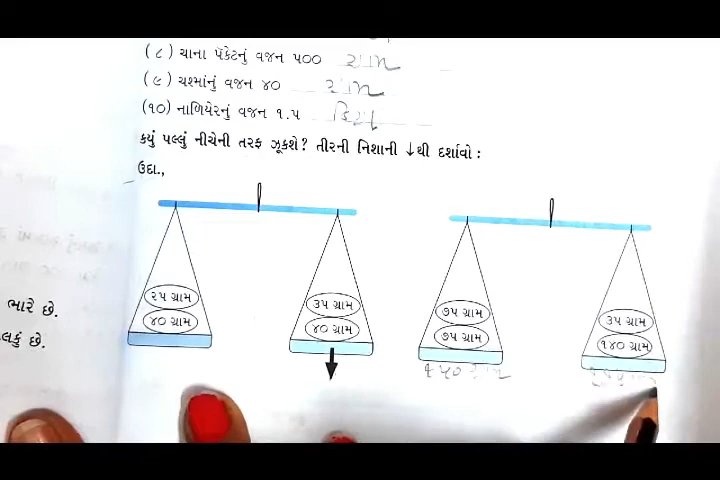 (૮) ચાના પૅકેટનું વજન ૫૦૦ ગ્રામ
(૯) ચશ્માંનું વજન ૪૦ ગ્રામ
(૧૦) નાળિયેરનું વજન ૧.૫ કિગ્રા
કયું પલ્લું નીચેની તરફ ઝૂકશે? તીરની નિશાની ↓થી દર્શાવો :
ઉદા.,
ભારે છે.
લકું છે.
૨૫ ગ્રામ
૪૦ ગ્રામ
૩૫ ગ્રામ
૪૦ ગ્રામ
૭૫ ગ્રામ
૭૫ ગ્રામ
૧૫૦ ગ્રામ
૩૫ ગ્રામ
૧૪૦ ગ્રામ